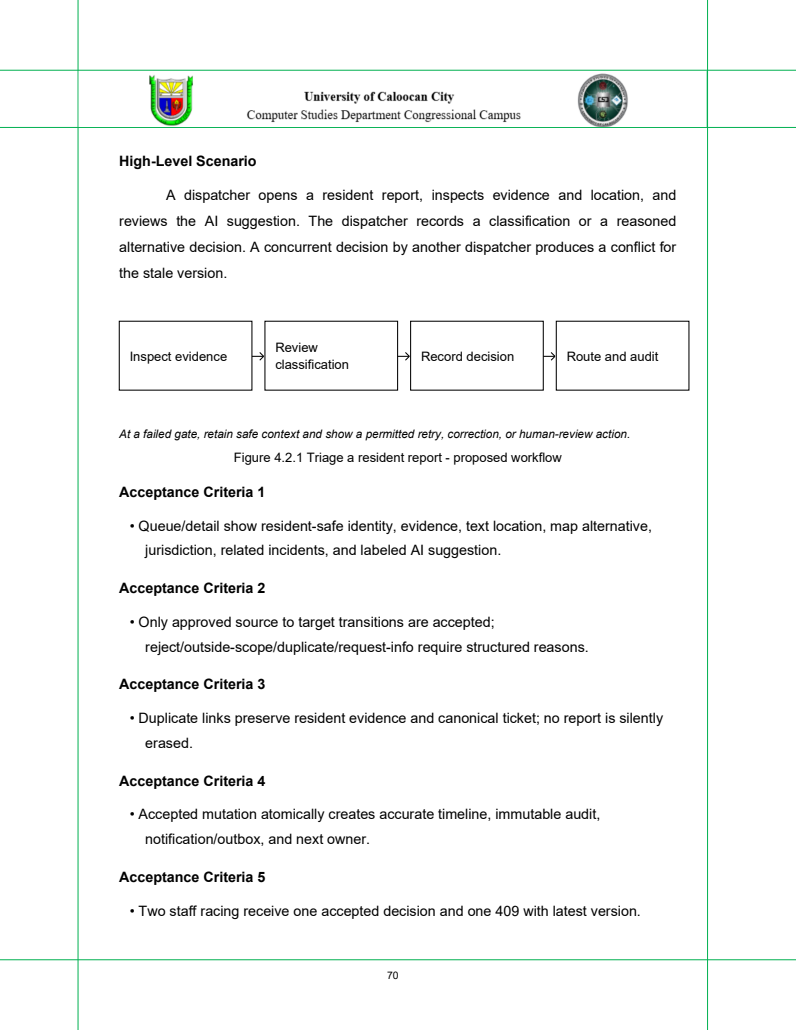 University of Caloocan City
Computer Studies Department Congressional Campus
High-Level Scenario
A dispatcher opens a resident report, inspects evidence and location, and
reviews the AI suggestion. The dispatcher records a classification or a reasoned
alternative decision. A concurrent decision by another dispatcher produces a conflict for
the stale version.
Inspect evidence
Review
classification
Record decision
Route and audit
At a failed gate, retain safe context and show a permitted retry, correction, or human-review action.
Figure 4.2.1 Triage a resident report - proposed workflow
Acceptance Criteria 1
• Queue/detail show resident-safe identity, evidence, text location, map alternative,
jurisdiction, related incidents, and labeled AI suggestion.
Acceptance Criteria 2
• Only approved source to target transitions are accepted;
reject/outside-scope/duplicate/request-info require structured reasons.
Acceptance Criteria 3
• Duplicate links preserve resident evidence and canonical ticket; no report is silently
erased.
Acceptance Criteria 4
• Accepted mutation atomically creates accurate timeline, immutable audit,
notification/outbox, and next owner.
Acceptance Criteria 5
• Two staff racing receive one accepted decision and one 409 with latest version.
70